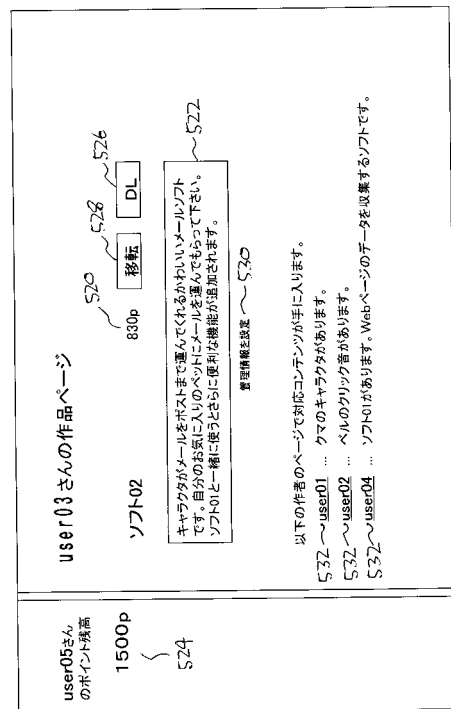 user05さん
のポイント残高
1500p
524
user03さんの作品ページ
ソフト02
520
830p
528
移転
526
DL
キャラクタがメールをポストまで運んでくれるかわいいメールソフト
です。自分のお気に入りのペットにメールを運んでもらって下さい。
ソフト01と一緒に使うとさらに便利な機能が追加されます。
522
管理情報を設定 530
以下の作者のページで対応コンテンツが手に入ります。
532 user01 … クマのキャラクタがあります。
532 user02 … ベルのクリック音があります。
532 user04 … ソフト01があります。Webページのデータを収集するソフトです。